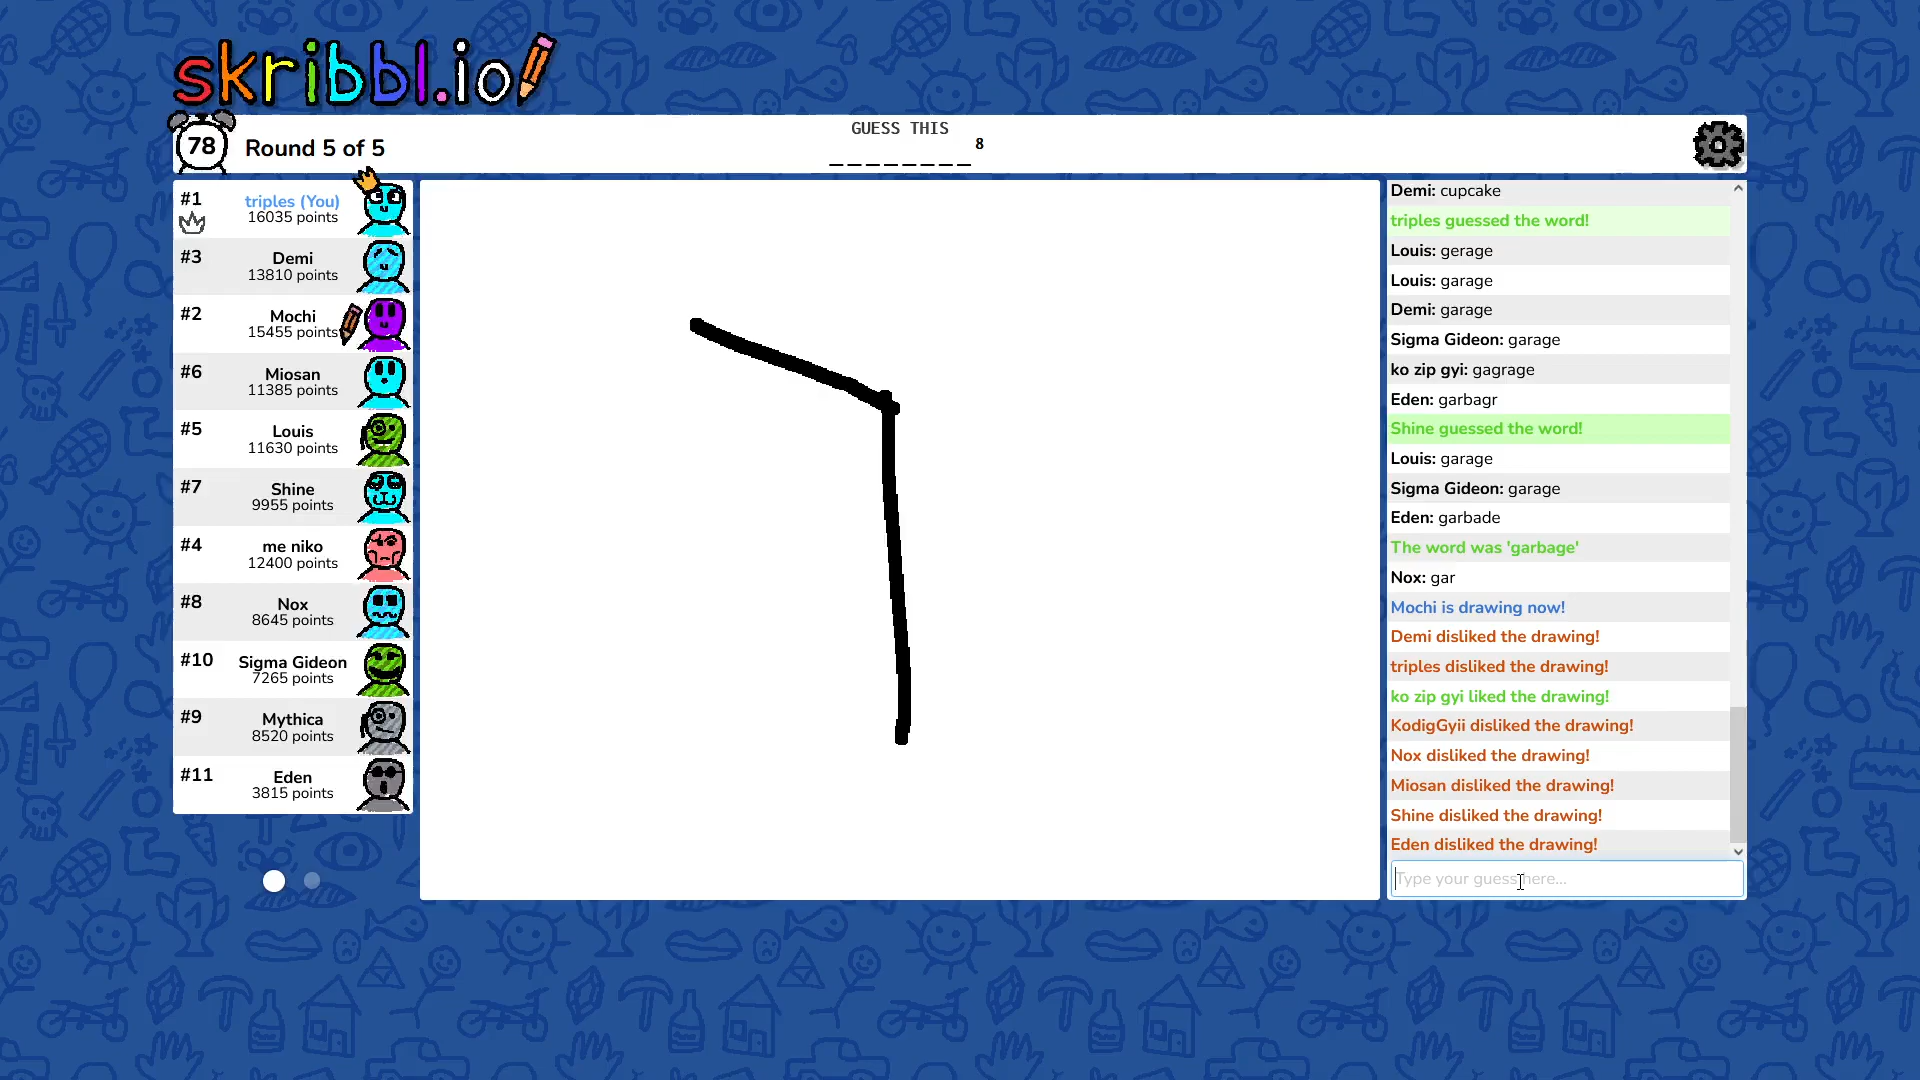 skribbl.io
78
Round 5 of 5
GUESS THIS
________ 8
#1
triples (You)
16035 points
#3
Demi
13810 points
#2
Mochi
15455 points
#6
Miosan
11385 points
#5
Louis
11630 points
#7
Shine
9955 points
#4
me niko
12400 points
#8
Nox
8645 points
#10
Sigma Gideon
7265 points
#9
Mythica
8520 points
#11
Eden
3815 points
Demi: cupcake
triples guessed the word!
Louis: gerage
Louis: garage
Demi: garage
Sigma Gideon: garage
ko zip gyi: gagrage
Eden: garbagr
Shine guessed the word!
Louis: garage
Sigma Gideon: garage
Eden: garbade
The word was 'garbage'
Nox: gar
Mochi is drawing now!
Demi disliked the drawing!
triples disliked the drawing!
ko zip gyi liked the drawing!
KodigGyii disliked the drawing!
Nox disliked the drawing!
Miosan disliked the drawing!
Shine disliked the drawing!
Eden disliked the drawing!
Type your guess here...